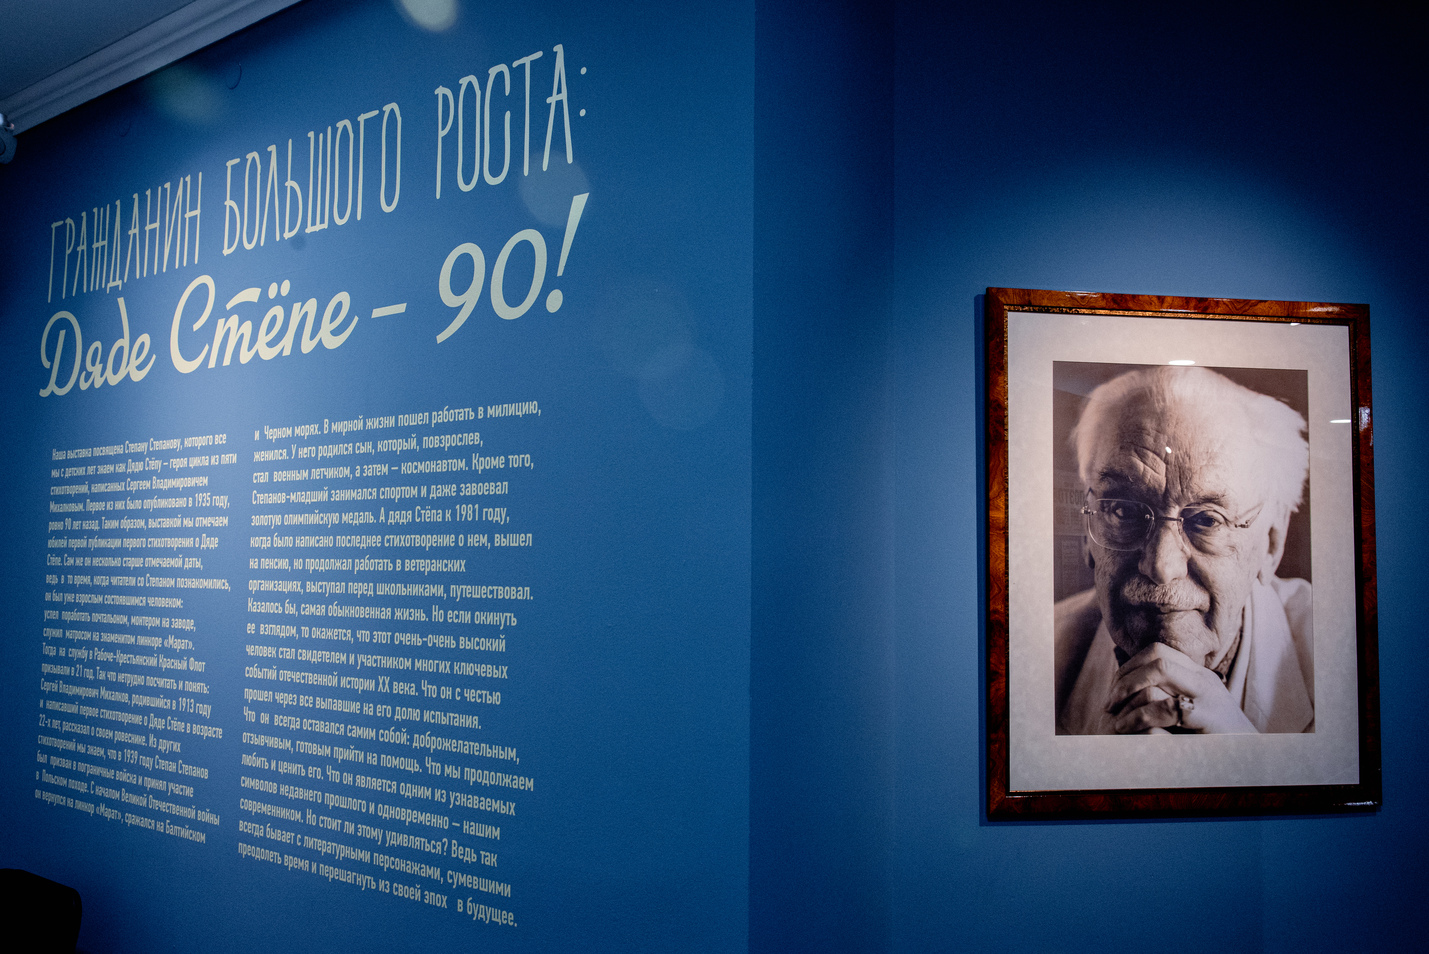 ГРАЖДАНИН БОЛЬШОГО РОСТА:
Дяде Стёпе – 90!
Наша выставка посвящена Степану Степанову, которого все
мы с детских лет знаем как Дядю Стёпу – героя цикла из пяти
стихотворений, написанных Сергеем Владимировичем
Михалковым. Первое из них было опубликовано в 1935 году,
ровно 90 лет назад. Таким образом, выставкой мы отмечаем
юбилей первой публикации первого стихотворения о Дяде
Стёпе. Сам же он несколько старше отмечаемой даты,
ведь в то время, когда читатели со Степаном познакомились,
он был уже взрослым состоявшимся человеком:
успел поработать почтальоном, монтером на заводе,
служил матросом на знаменитом линкоре «Марат».
Тогда на службу в Рабоче-Крестьянский Красный Флот
призывали в 21 год. Так что нетрудно посчитать и понять:
Сергей Владимирович Михалков, родившийся в 1913 году
и написавший первое стихотворение о Дяде Стёпе в возрасте
22-х лет, рассказал о своем ровеснике. Из других
стихотворений мы знаем, что в 1939 году Степан Степанов
был призван в пограничные войска и принял участие
в Польском походе. С началом Великой Отечественной войны
он вернулся на линкор «Марат», сражался на Балтийском
и Черном морях. В мирной жизни пошел работать в милицию,
женился. У него родился сын, который, повзрослев,
стал военным летчиком, а затем – космонавтом. Кроме того,
Степанов-младший занимался спортом и даже завоевал
золотую олимпийскую медаль. А дядя Стёпа к 1981 году,
когда было написано последнее стихотворение о нем, вышел
на пенсию, но продолжал работать в ветеранских
организациях, выступал перед школьниками, путешествовал.
Казалось бы, самая обыкновенная жизнь. Но если окинуть
ее взглядом, то окажется, что этот очень-очень высокий
человек стал свидетелем и участником многих ключевых
событий отечественной истории XX века. Что он с честью
прошел через все выпавшие на его долю испытания.
Что он всегда оставался самим собой: доброжелательным,
отзывчивым, готовым прийти на помощь. Что мы продолжаем
любить и ценить его. Что он является одним из узнаваемых
символов недавнего прошлого и одновременно – нашим
современником. Но стоит ли этому удивляться? Ведь так
всегда бывает с литературными персонажами, сумевшими
преодолеть время и перешагнуть из своей эпох в будущее.